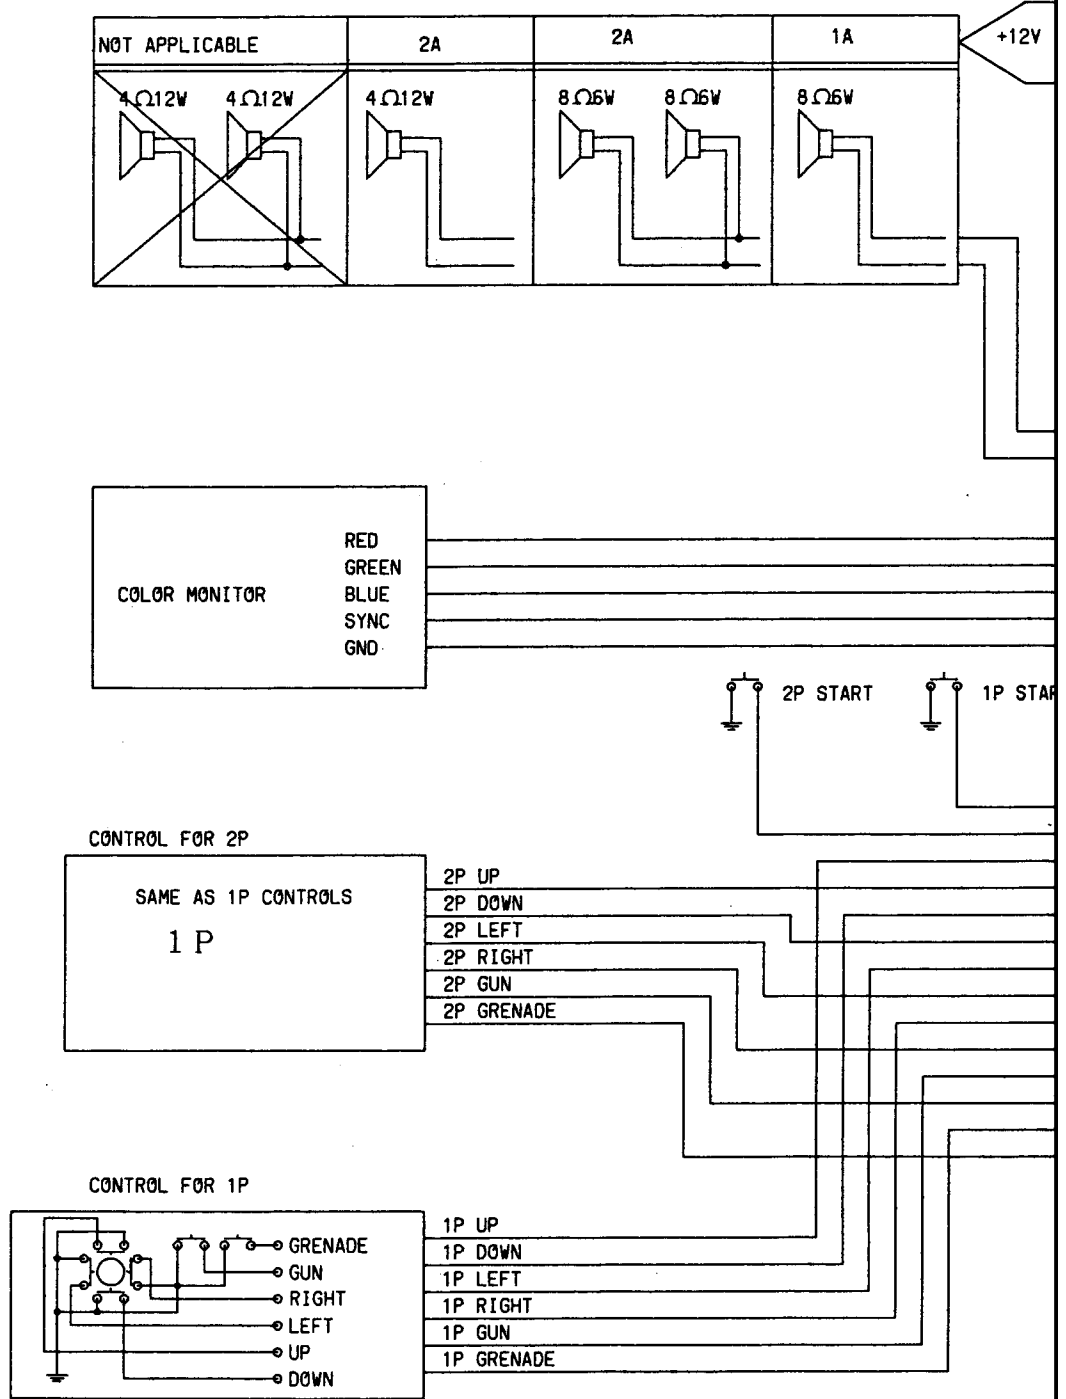 NOT APPLICABLE
2A
2A
1A
+12V
4Ω12W
4Ω12W
4Ω12W
8Ω6W
8Ω6W
8Ω6W
COLOR MONITOR
RED
GREEN
BLUE
SYNC
GND
2P START
1P STAR
CONTROL FOR 2P
SAME AS 1P CONTROLS
1 P
2P UP
2P DOWN
2P LEFT
2P RIGHT
2P GUN
2P GRENADE
CONTROL FOR 1P
GRENADE
GUN
RIGHT
LEFT
UP
DOWN
1P UP
1P DOWN
1P LEFT
1P RIGHT
1P GUN
1P GRENADE